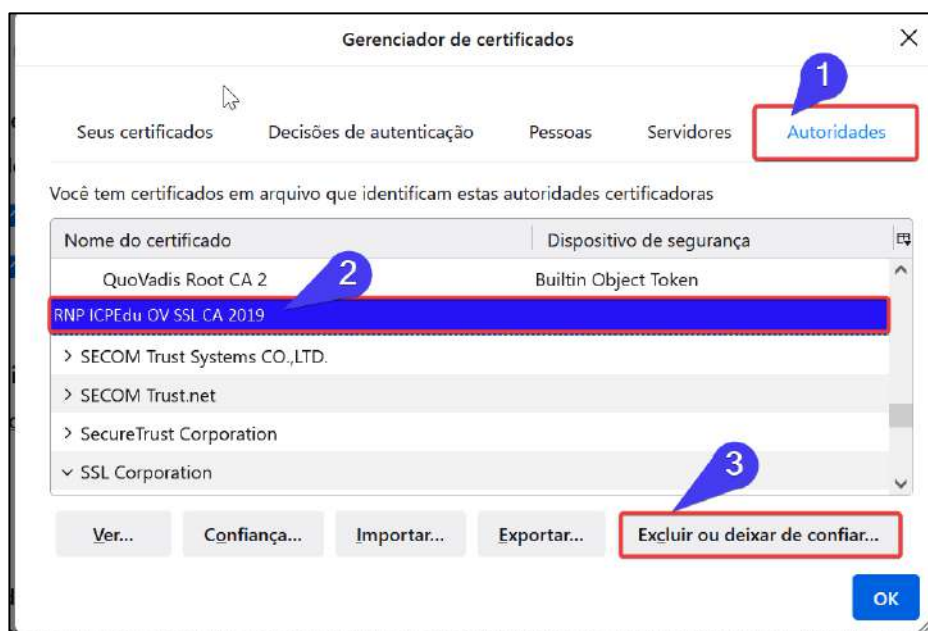 Gerenciador de certificados
1
Seus certificados Decisões de autenticação Pessoas Servidores Autoridades
Você tem certificados em arquivo que identificam estas autoridades certificadoras
Nome do certificado Dispositivo de segurança
QuoVadis Root CA 2 Builtin Object Token
2
RNP ICPEdu OV SSL CA 2019
SECOM Trust Systems CO.,LTD.
SECOM Trust.net
SecureTrust Corporation
SSL Corporation
3
Ver... Confiança... Importar... Exportar... Excluir ou deixar de confiar...
OK